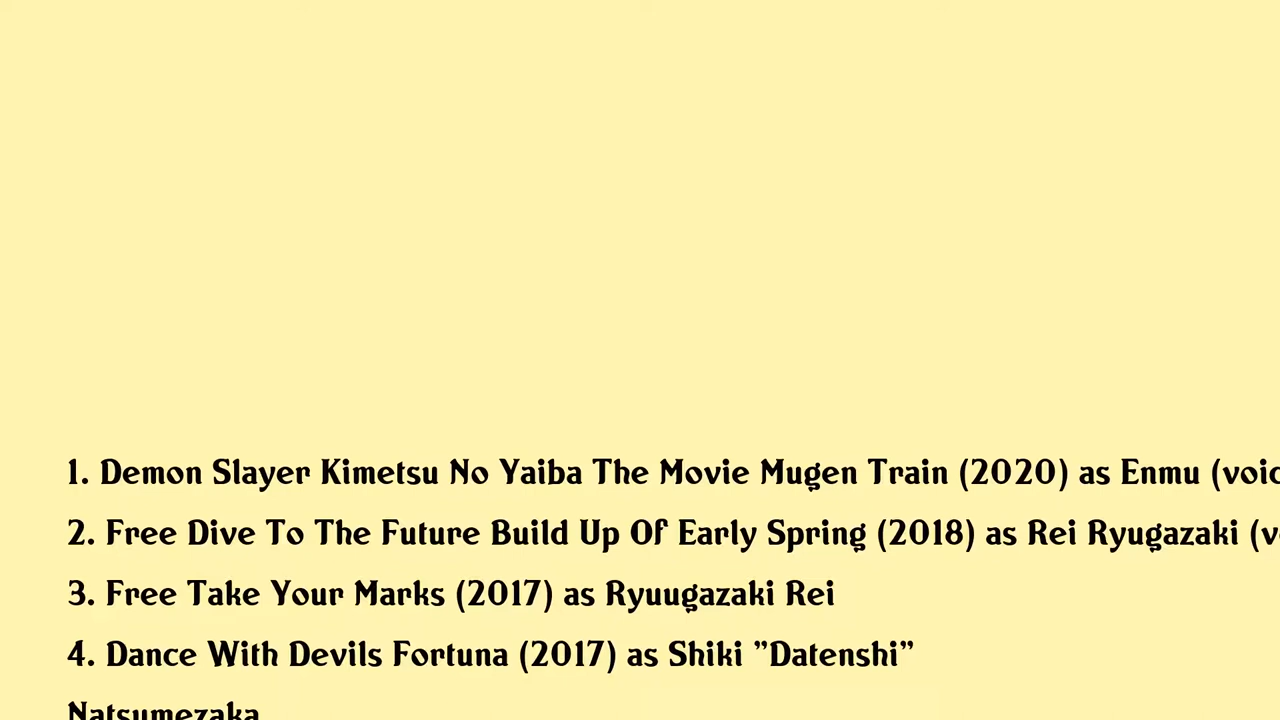 1. Demon Slayer Kimetsu No Yaiba The Movie Mugen Train (2020) as Enmu (voic
2. Free Dive To The Future Build Up Of Early Spring (2018) as Rei Ryugazaki (v
3. Free Take Your Marks (2017) as Ryuugazaki Rei
4. Dance With Devils Fortuna (2017) as Shiki "Datenshi"
Natsumezaka